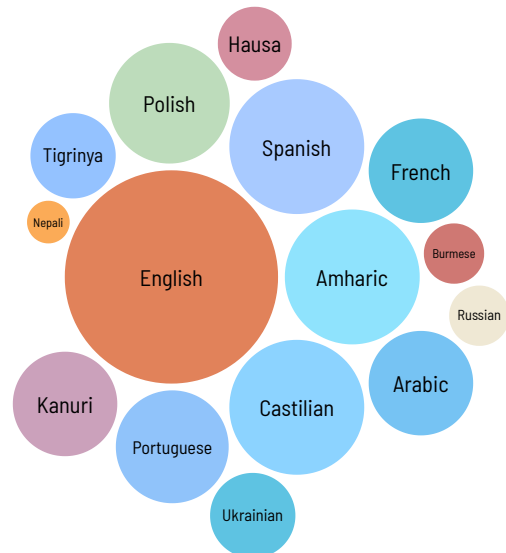 Hausa
Polish
Spanish
Tigrinya
French
Nepali
Burmese
English
Amharic
Russian
Arabic
Kanuri
Castilian
Portuguese
Ukrainian